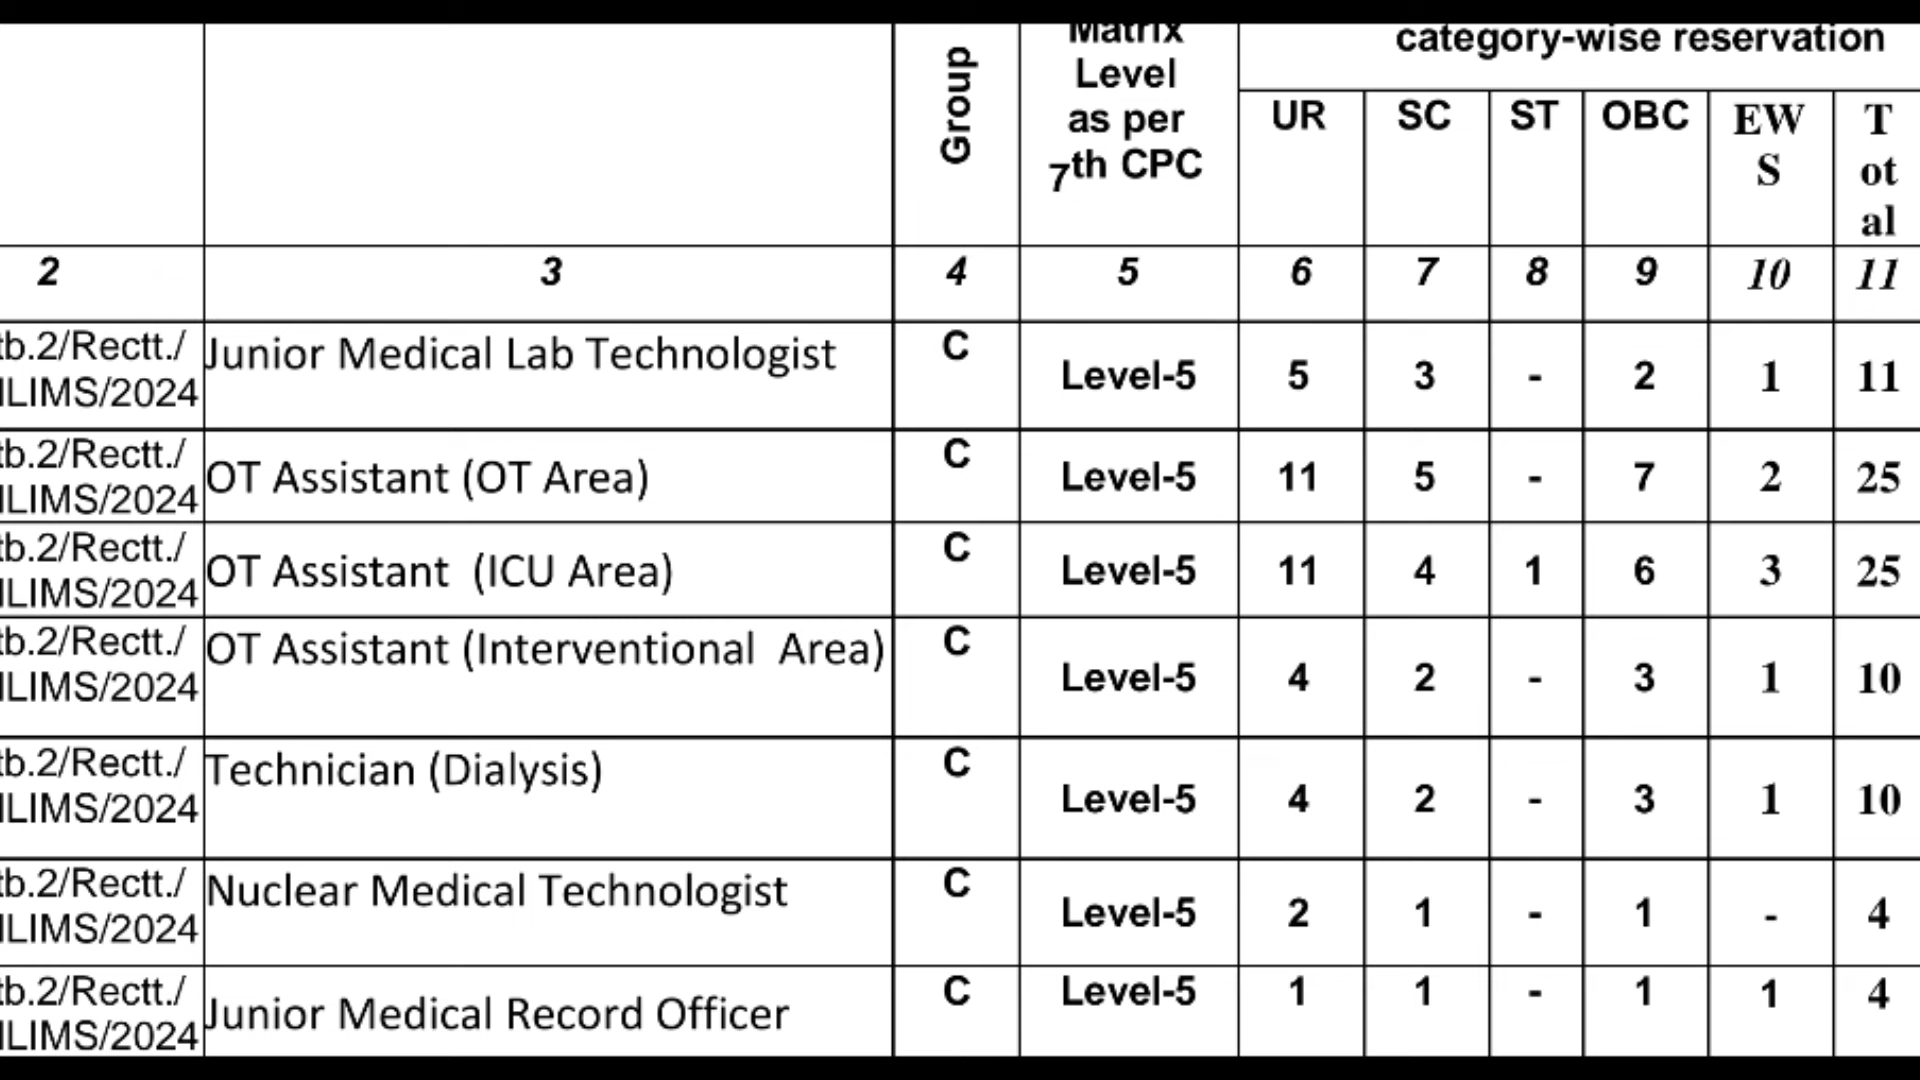 Group
Matrix
Level
as per
7th CPC
category-wise reservation
UR SC ST OBC EW
S
T
ot
al
2 3 4 5 6 7 8 9 10 11
tb.2/Rectt./
ILIMS/2024
Junior Medical Lab Technologist C Level-5 5 3 - 2 1 11
tb.2/Rectt./
ILIMS/2024
OT Assistant (OT Area) C Level-5 11 5 - 7 2 25
tb.2/Rectt./
ILIMS/2024
OT Assistant (ICU Area) C Level-5 11 4 1 6 3 25
tb.2/Rectt./
ILIMS/2024
OT Assistant (Interventional Area) C Level-5 4 2 - 3 1 10
tb.2/Rectt./
ILIMS/2024
Technician (Dialysis) C Level-5 4 2 - 3 1 10
tb.2/Rectt./
ILIMS/2024
Nuclear Medical Technologist C Level-5 2 1 - 1 - 4
tb.2/Rectt./
ILIMS/2024
Junior Medical Record Officer C Level-5 1 1 - 1 1 4